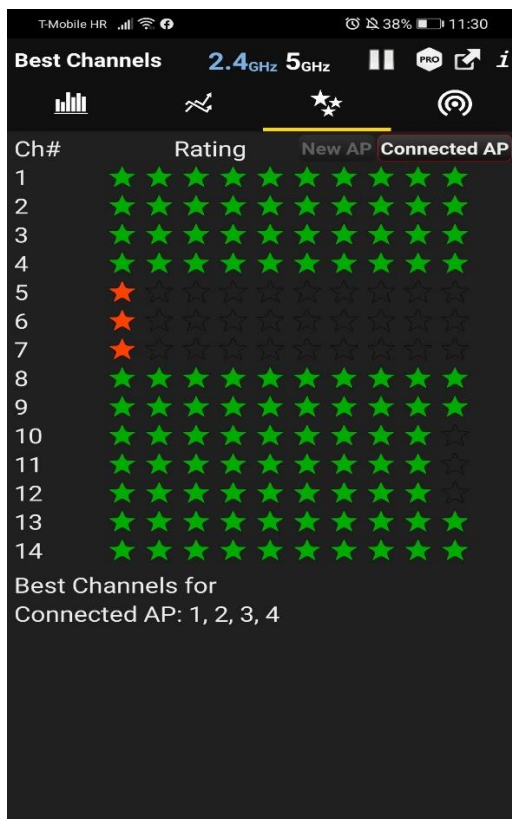 T-Mobile HR 38% 11:30
Best Channels 2.4GHz 5GHz PRO i
Ch# Rating New AP Connected AP
1
2
3
4
5
6
7
8
9
10
11
12
13
14
Best Channels for
Connected AP: 1, 2, 3, 4